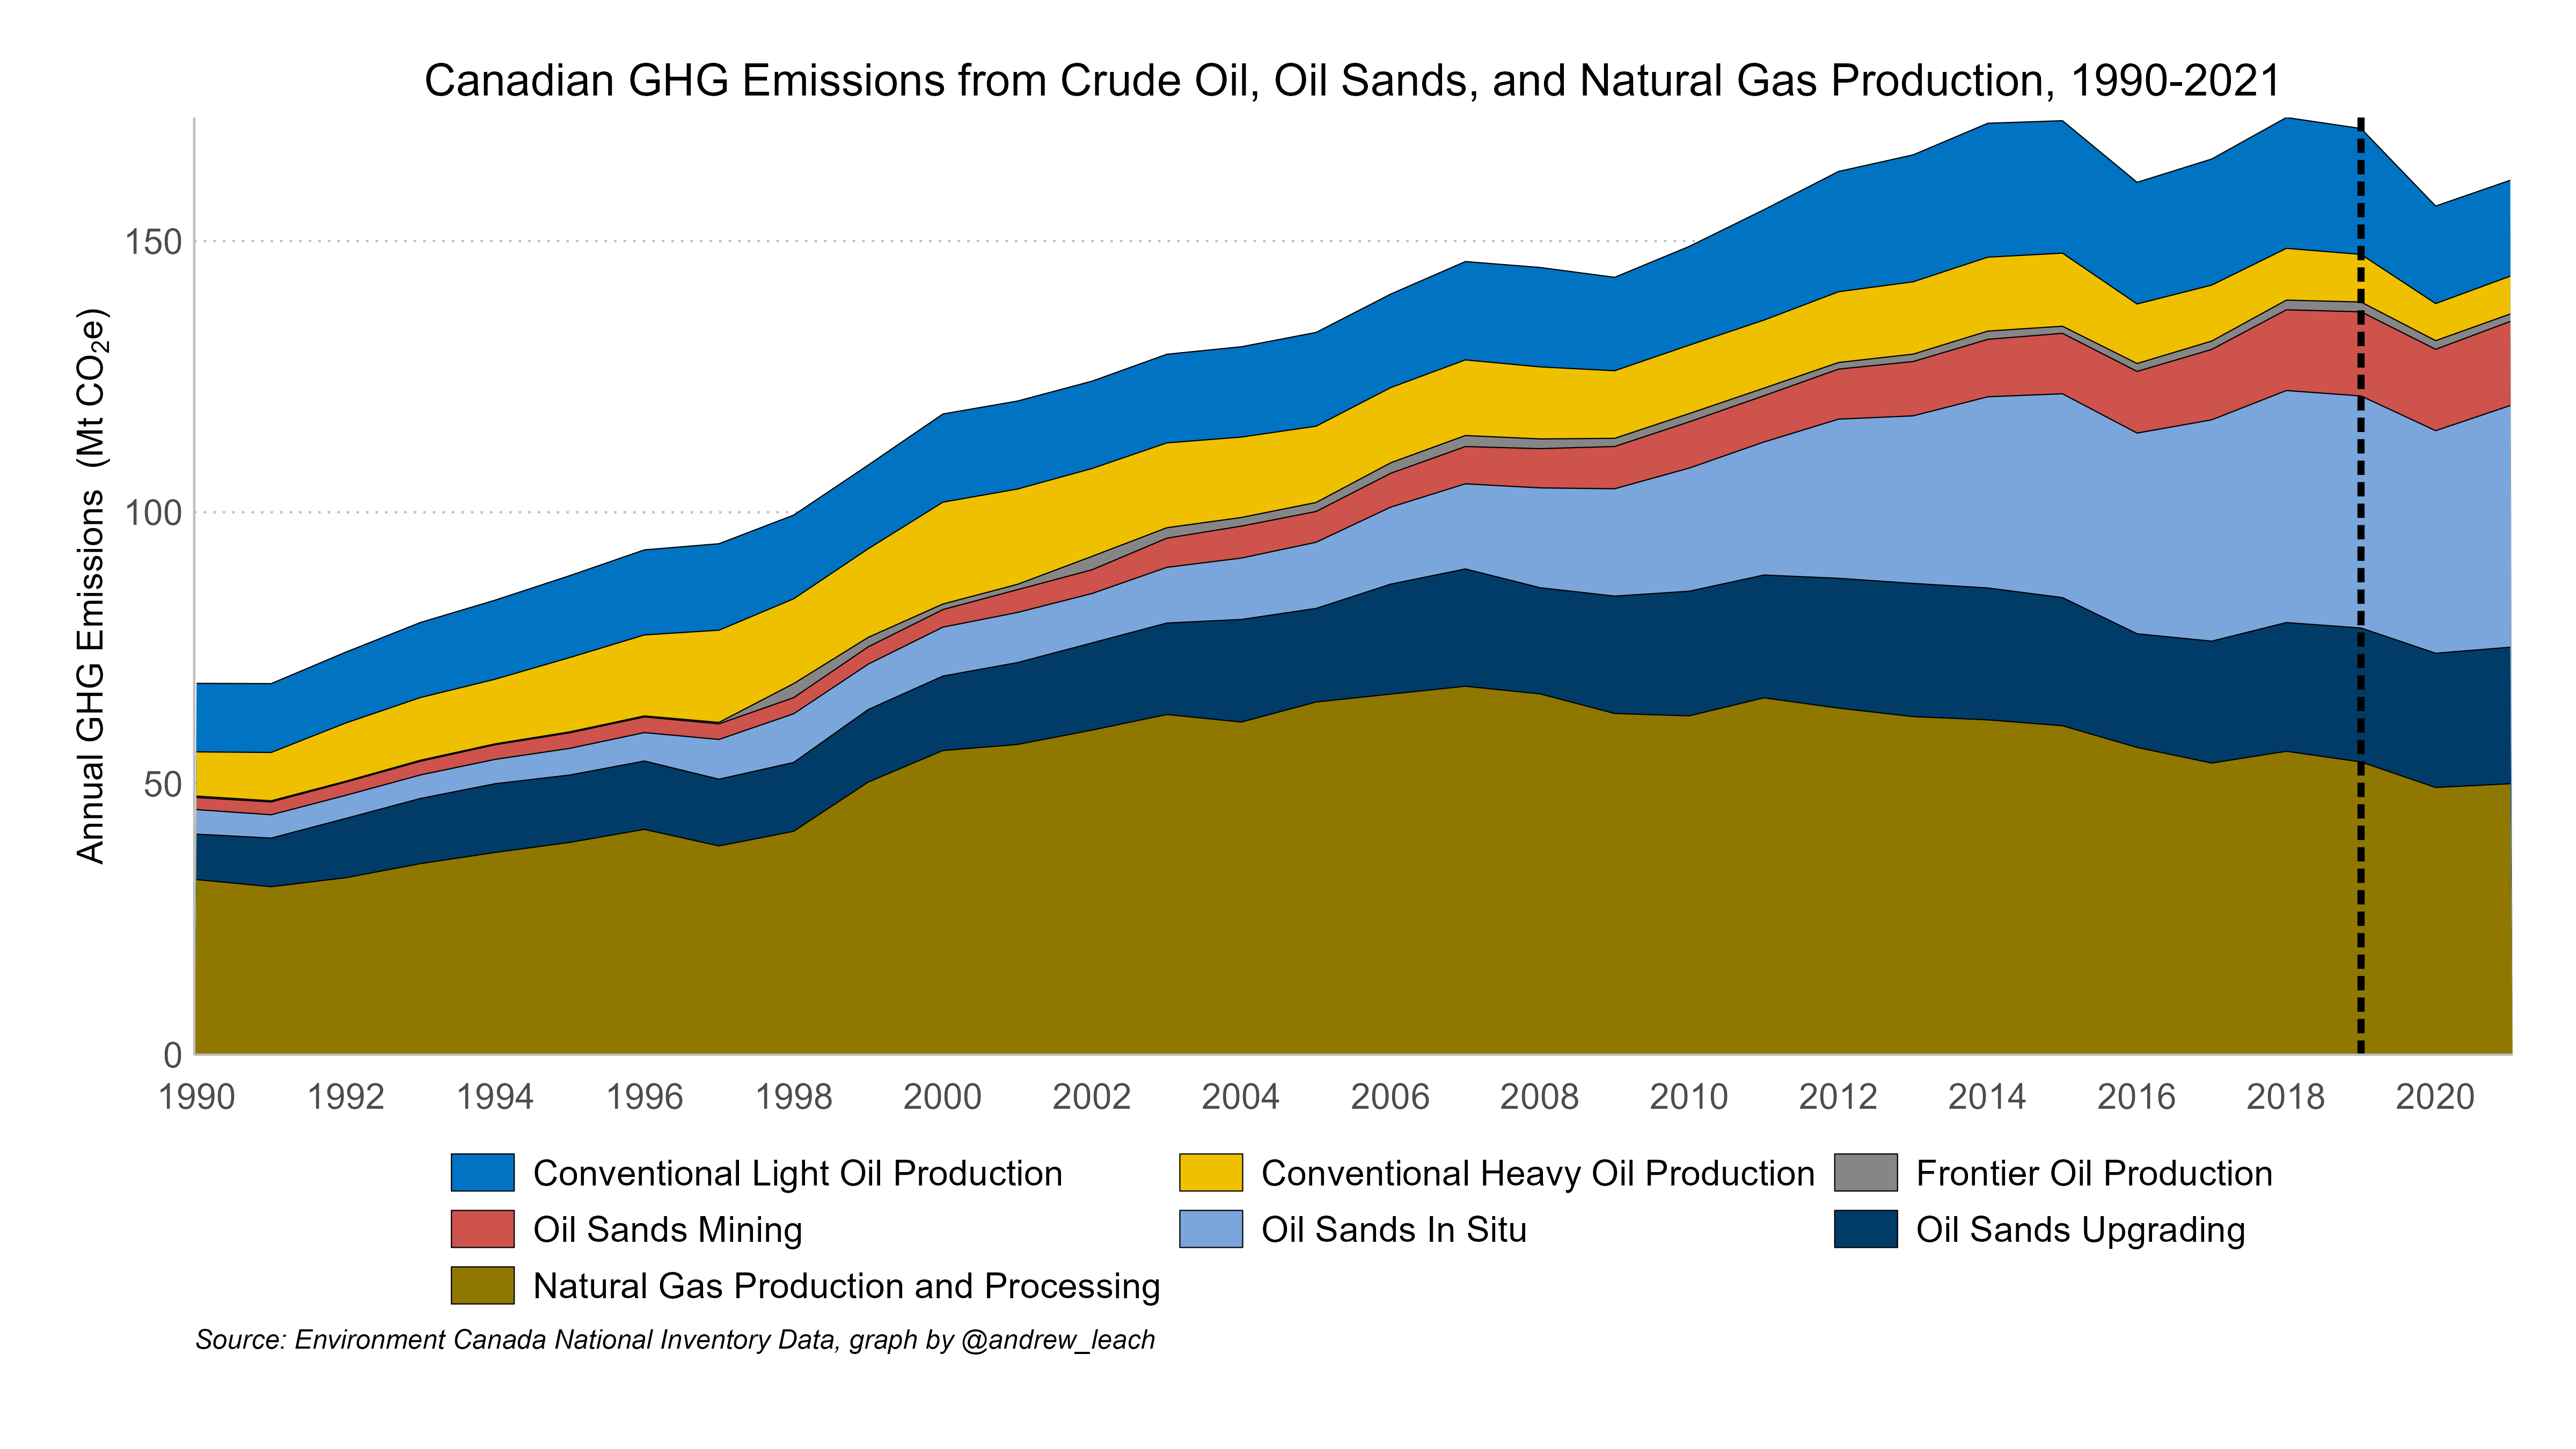 Canadian GHG Emissions from Crude Oil, Oil Sands, and Natural Gas Production, 1990-2021
Annual GHG Emissions (Mt CO₂e)
150
100
50
0
1990 1992 1994 1996 1998 2000 2002 2004 2006 2008 2010 2012 2014 2016 2018 2020
Conventional Light Oil Production Conventional Heavy Oil Production Frontier Oil Production
Oil Sands Mining Oil Sands In Situ Oil Sands Upgrading
Natural Gas Production and Processing
Source: Environment Canada National Inventory Data, graph by @andrew_leach